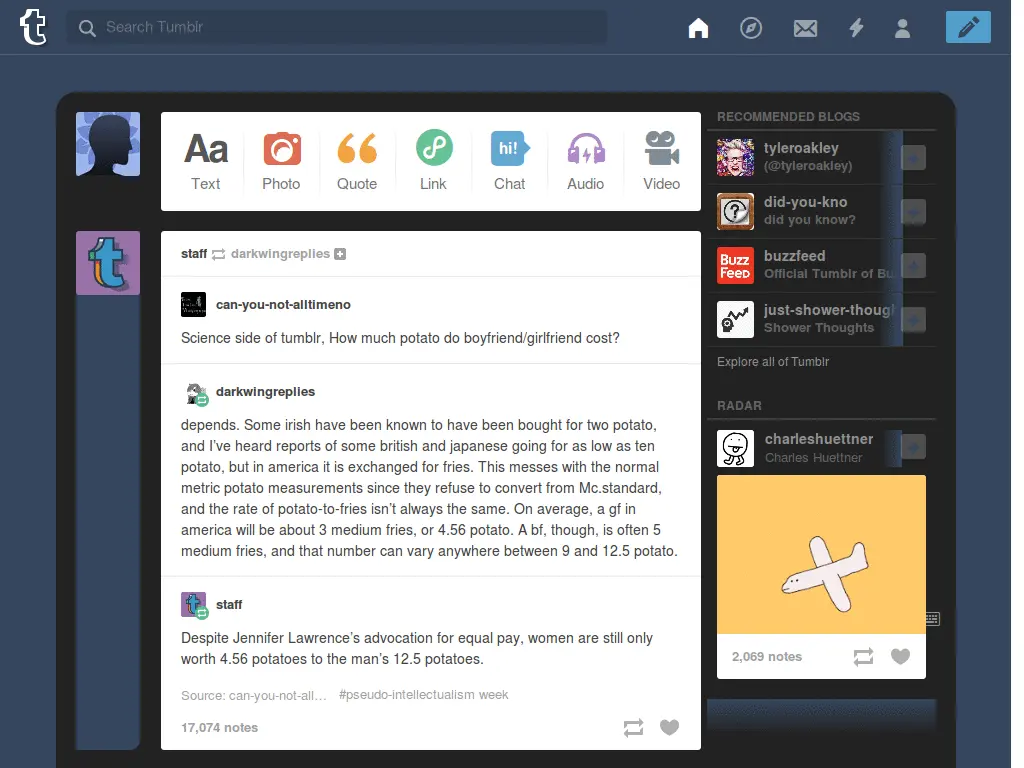 t
Search Tumblr
Aa
hi!
Text
Photo
Quote
Link
Chat
Audio
Video
staff darkwingreplies
can-you-not-alltimeno
Science side of tumblr, How much potato do boyfriend/girlfriend cost?
darkwingreplies
depends. Some irish have been known to have been bought for two potato,
and I’ve heard reports of some british and japanese going for as low as ten
potato, but in america it is exchanged for fries. This messes with the normal
metric potato measurements since they refuse to convert from Mc.standard,
and the rate of potato-to-fries isn’t always the same. On average, a gf in
america will be about 3 medium fries, or 4.56 potato. A bf, though, is often 5
medium fries, and that number can vary anywhere between 9 and 12.5 potato.
staff
Despite Jennifer Lawrence’s advocation for equal pay, women are still only
worth 4.56 potatoes to the man’s 12.5 potatoes.
Source: can-you-not-all… #pseudo-intellectualism week
17,074 notes
RECOMMENDED BLOGS
tyleroakley
(@tyleroakley)
did-you-kno
did you know?
Buzz
Feed
buzzfeed
Official Tumblr of Bu
just-shower-thoug
Shower Thoughts
Explore all of Tumblr
RADAR
charleshuettner
Charles Huettner
2,069 notes